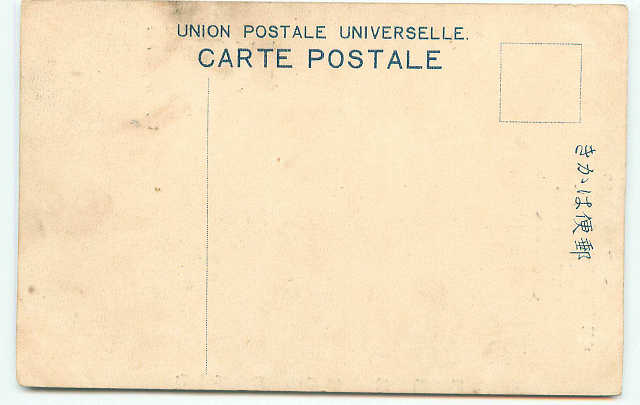 UNION POSTALE UNIVERSELLE.
CARTE POSTALE
郵便はかき